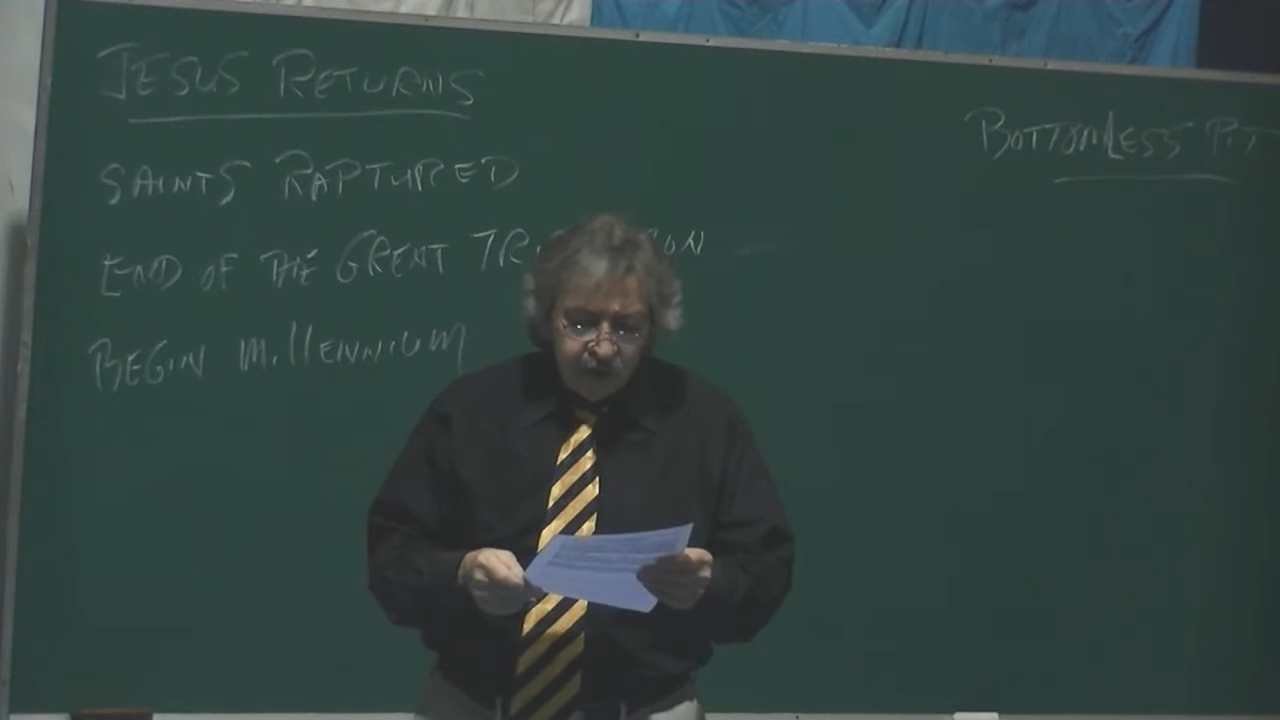 JESUS RETURNS
SAINTS RAPTURED
END OF THE GREAT
BEGIN MILLENNIUM
BOTTOMLESS PIT